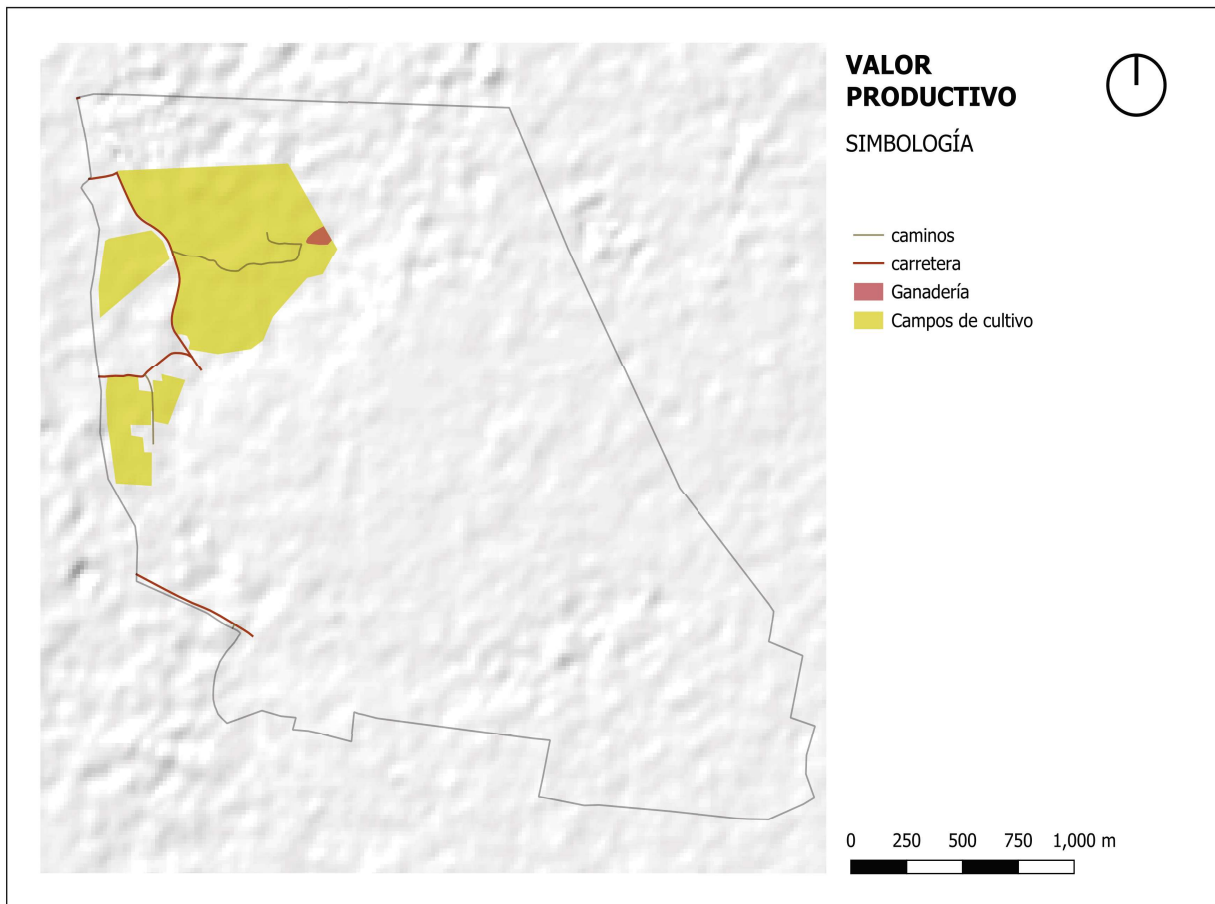 VALOR
PRODUCTIVO
SIMBOLOGÍA
caminos
carretera
Ganadería
Campos de cultivo
0 250 500 750 1,000 m